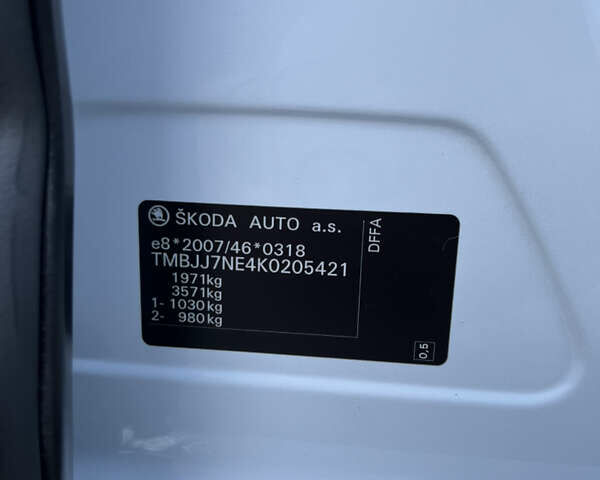 ŠKODA AUTO a.s.
e8*2007/46*0318
TMBJJ7NE4K0205421
1971kg
3571kg
1- 1030kg
2- 980kg
DFFA
0,5